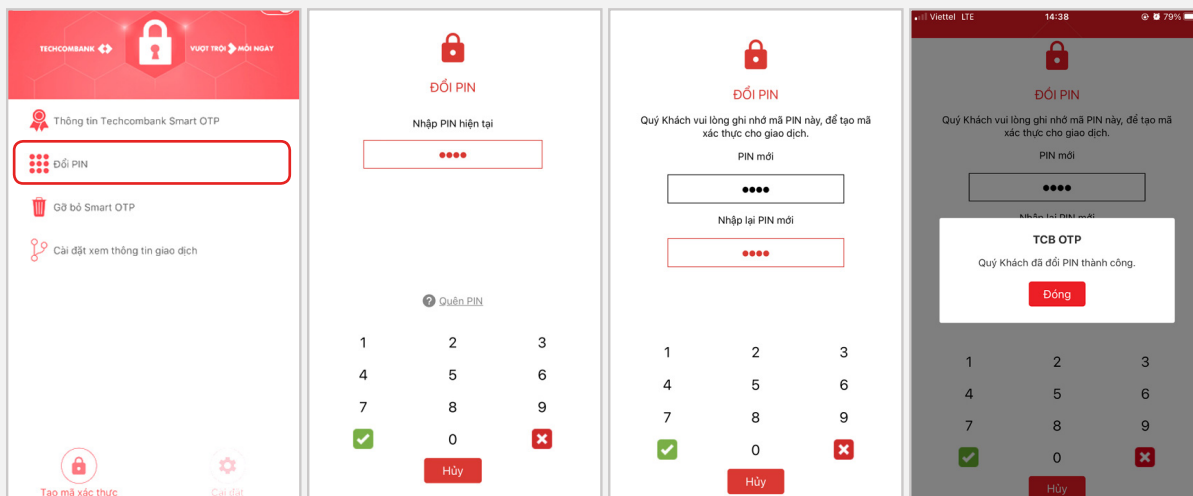 TECHCOMBANK
VƯỢT TRỘI MỖI NGÀY
Thông tin Techcombank Smart OTP
Đổi PIN
Gỡ bỏ Smart OTP
Cài đặt xem thông tin giao dịch
Tạo mã xác thực
Cài đặt
ĐỔI PIN
Nhập PIN hiện tại
Quên PIN
1 2 3
4 5 6
7 8 9
0
Hủy
ĐỔI PIN
Quý Khách vui lòng ghi nhớ mã PIN này, để tạo mã
xác thực cho giao dịch.
PIN mới
Nhập lại PIN mới
1 2 3
4 5 6
7 8 9
0
Hủy
Viettel LTE 14:38 79%
ĐỔI PIN
Quý Khách vui lòng ghi nhớ mã PIN này, để tạo mã
xác thực cho giao dịch.
PIN mới
Nhập lại PIN mới
TCB OTP
Quý Khách đã đổi PIN thành công.
Đóng
1 2 3
4 5 6
7 8 9
0
Hủy